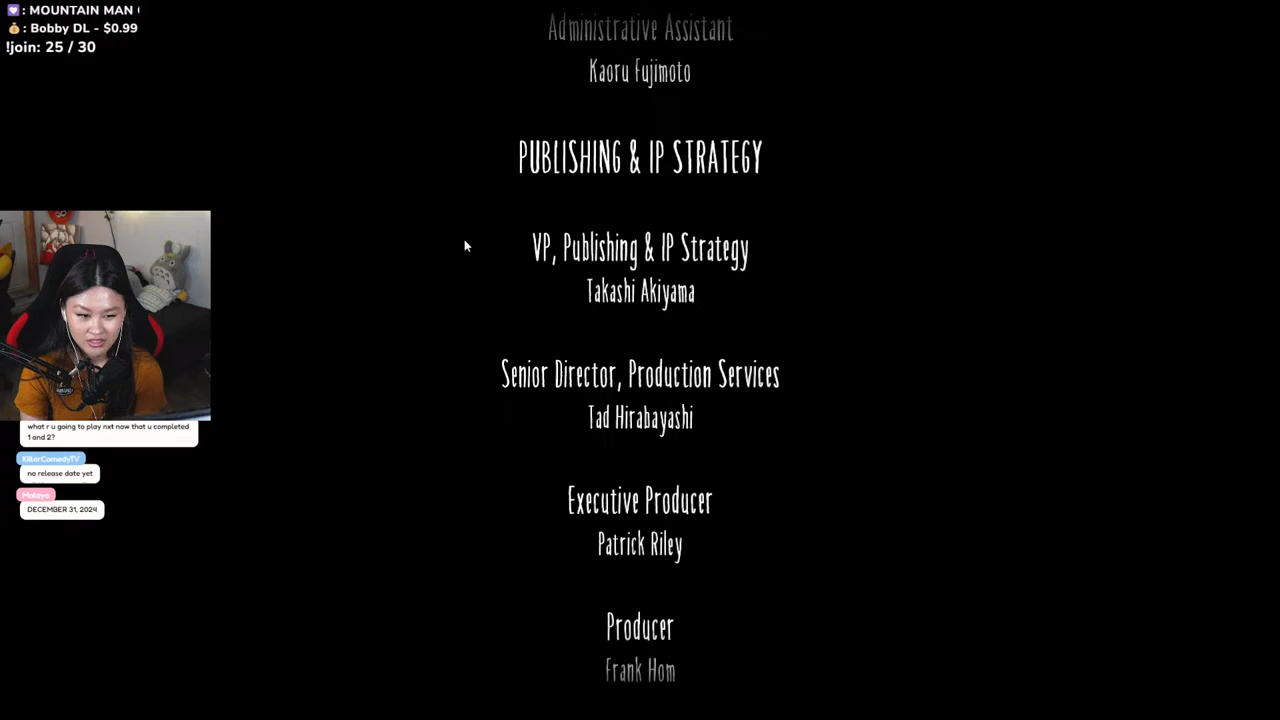 : MOUNTAIN MAN
: Bobby DL - $0.99
!join: 25 / 30
Administrative Assistant
Kaoru Fujimoto
PUBLISHING & IP STRATEGY
VP, Publishing & IP Strategy
Takashi Akiyama
Senior Director, Production Services
Tad Hirabayashi
Executive Producer
Patrick Riley
Producer
Frank Hom
what r u going to play nxt now that u completed
1 and 2?
KillerComedyTV
no release date yet
Malaya
DECEMBER 31, 2024